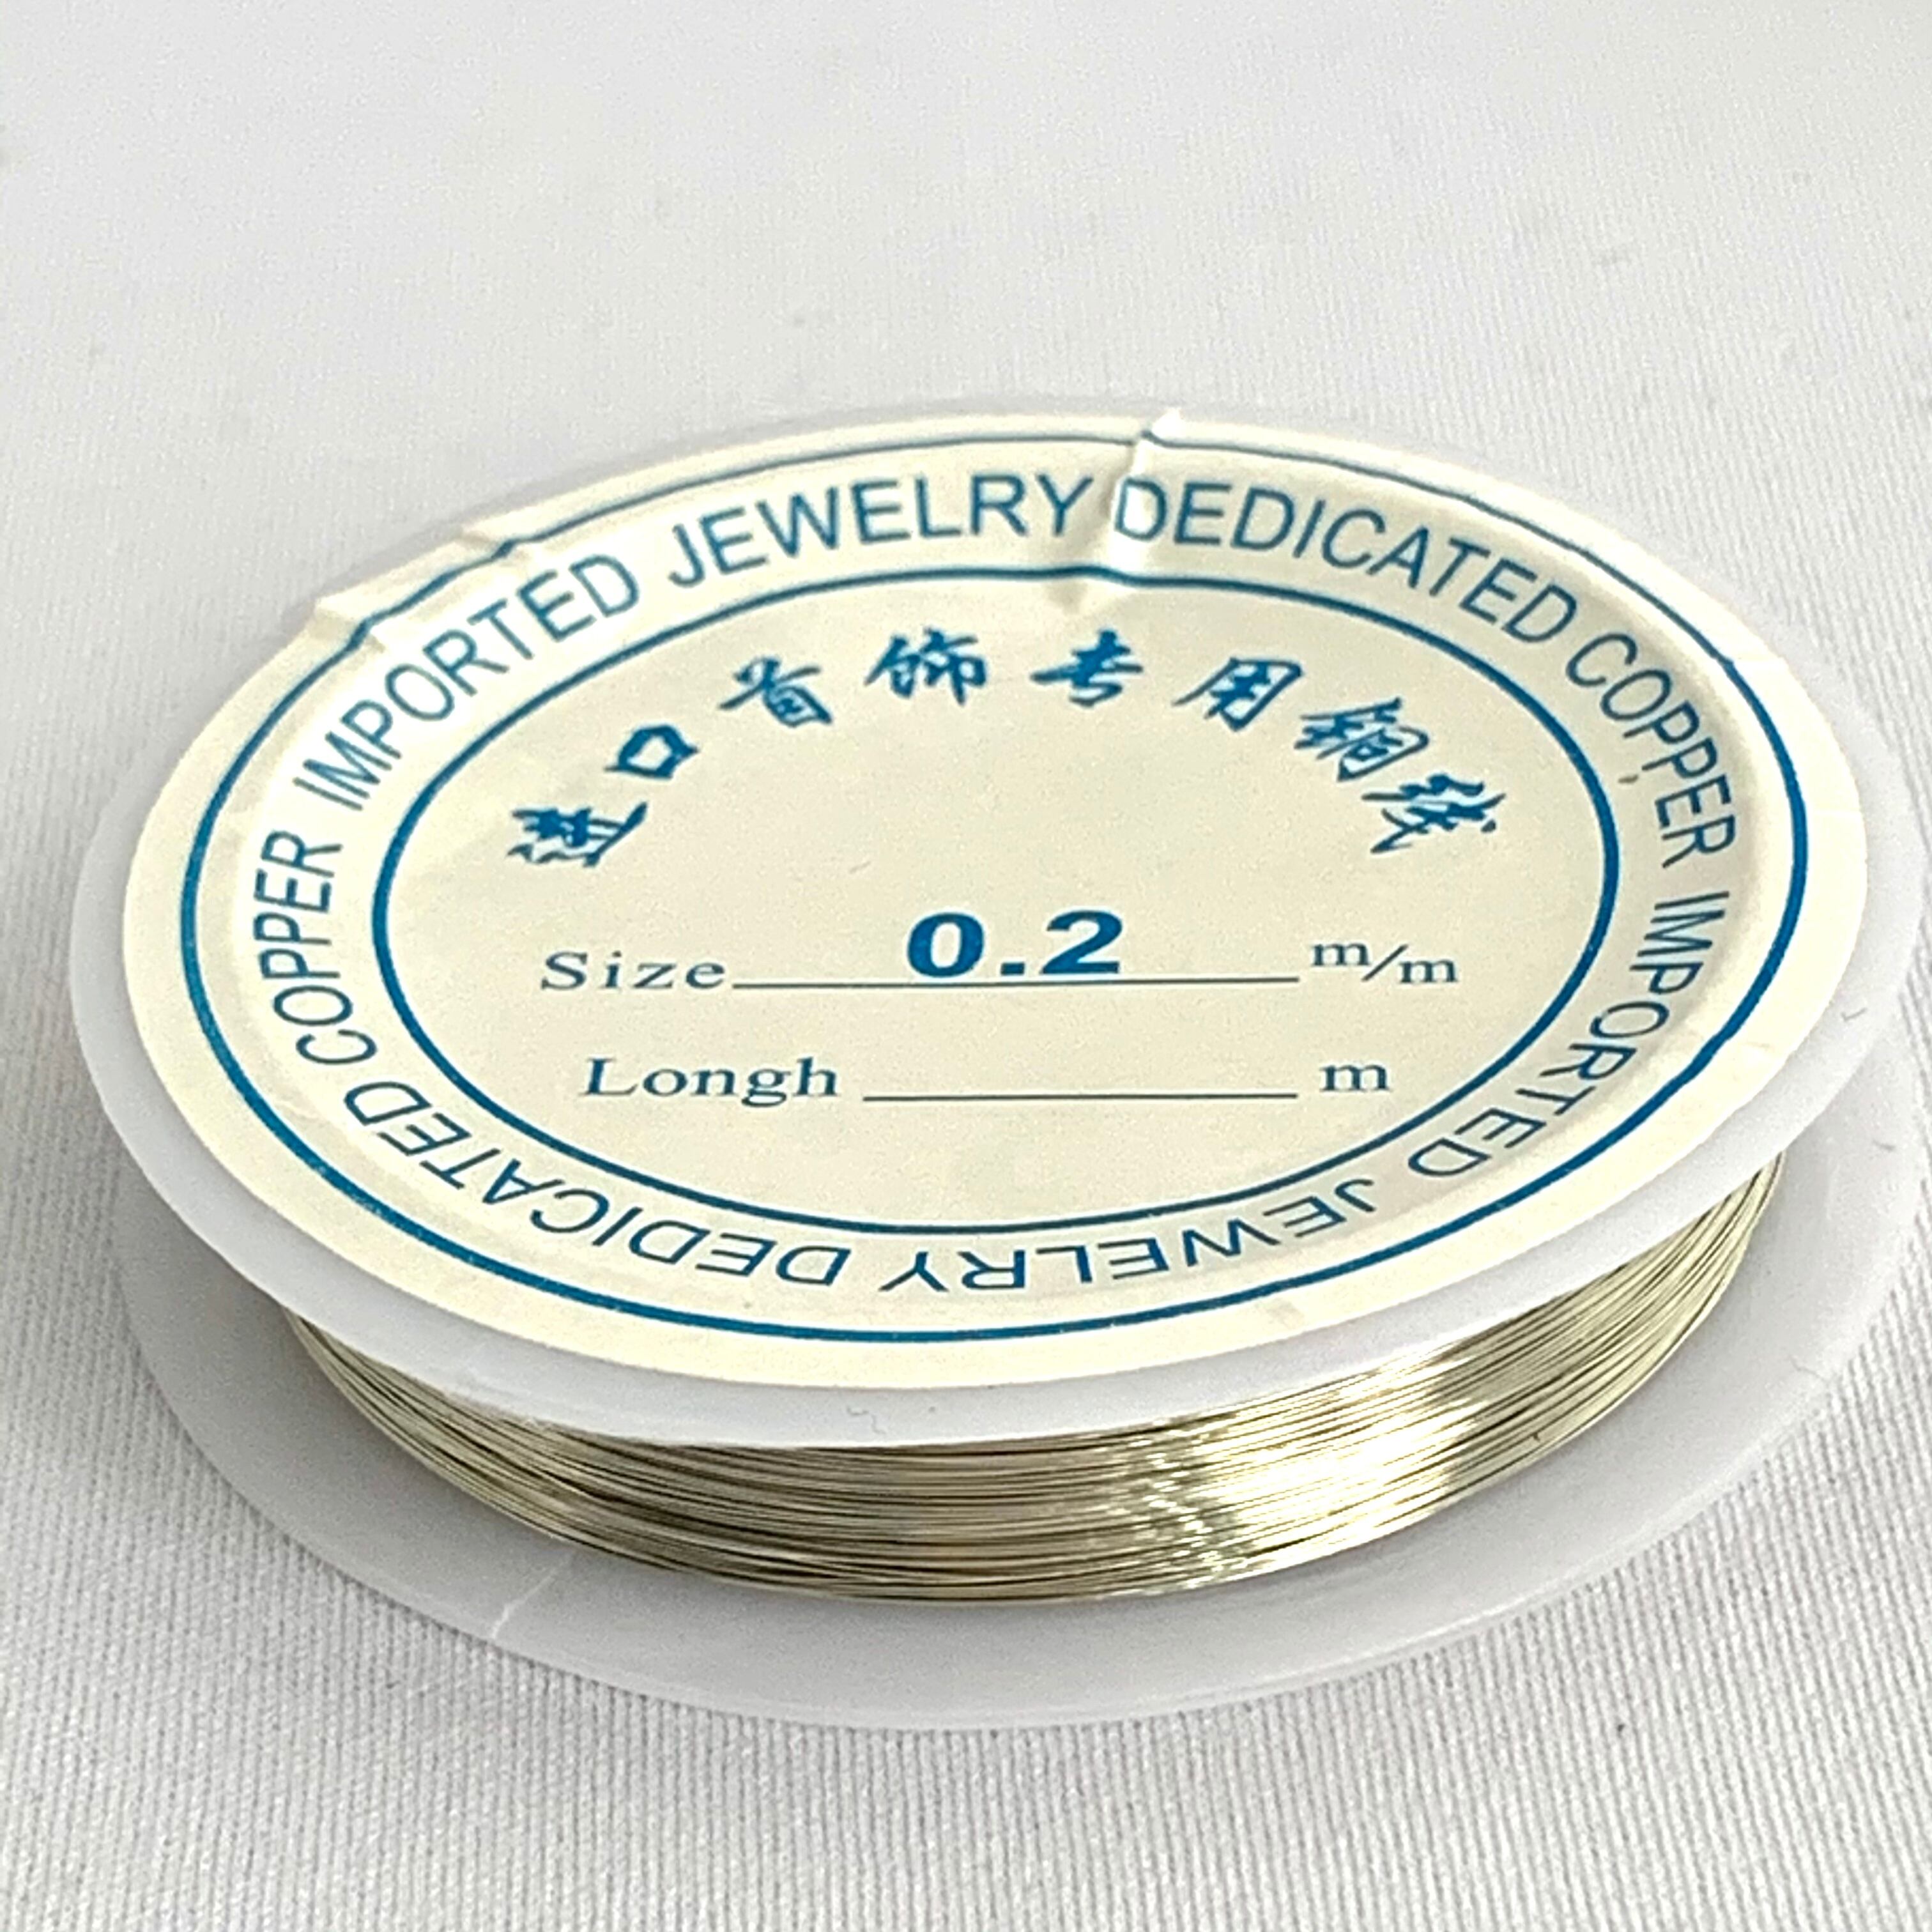 IMPORTED JEWELRY DEDICATED COPPER IMPORTED JEWELRY DEDICATED COPPER
进口首饰专用铜线
Size 0.2 m/m
Longh m